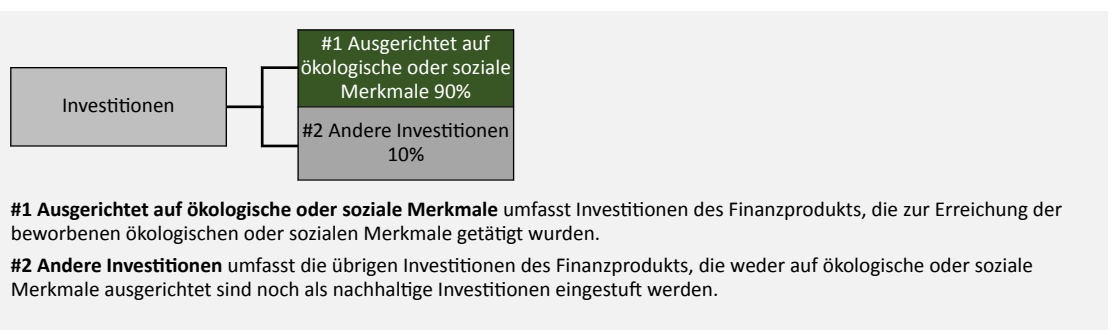 #1 Ausgerichtet auf
ökologische oder soziale
Merkmale 90%
Investitionen
#2 Andere Investitionen
10%
#1 Ausgerichtet auf ökologische oder soziale Merkmale umfasst Investitionen des Finanzprodukts, die zur Erreichung der
beworbenen ökologischen oder sozialen Merkmale getätigt wurden.
#2 Andere Investitionen umfasst die übrigen Investitionen des Finanzprodukts, die weder auf ökologische oder soziale
Merkmale ausgerichtet sind noch als nachhaltige Investitionen eingestuft werden.